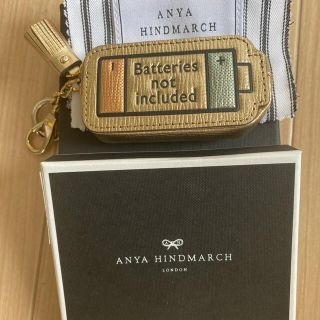 ANYA
HINDMARCH
- +
Batteries
not
included
ANYA HINDMARCH
LONDON